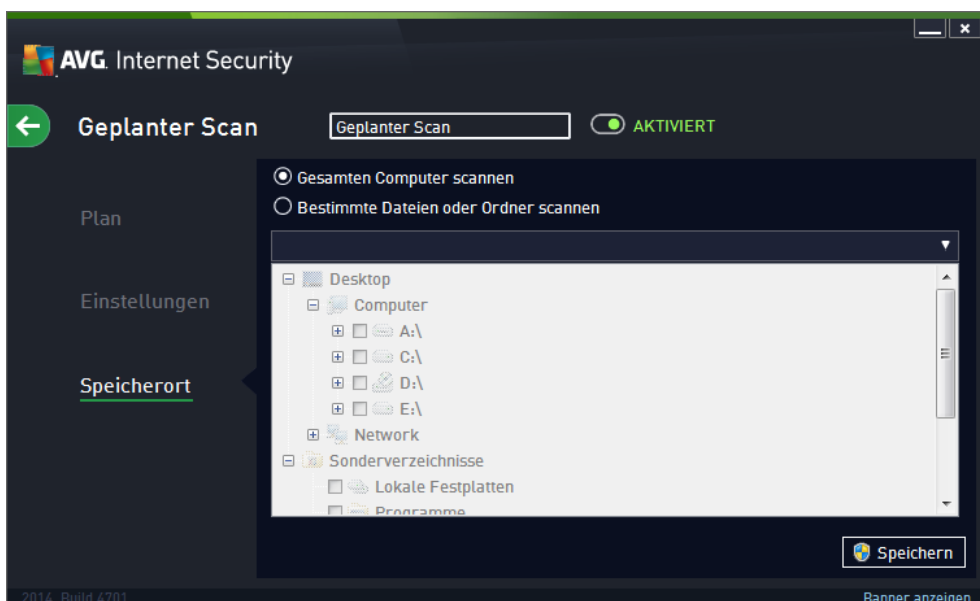 AVG. Internet Security
Geplanter Scan
Geplanter Scan
AKTIVIERT
Plan
Einstellungen
Speicherort
Gesamten Computer scannen
Bestimmte Dateien oder Ordner scannen
Desktop
Computer
A:\
C:\
D:\
E:\
Network
Sonderverzeichnisse
Lokale Festplatten
Programme
Speichern
2014 Build 4701
Banner anzeigen